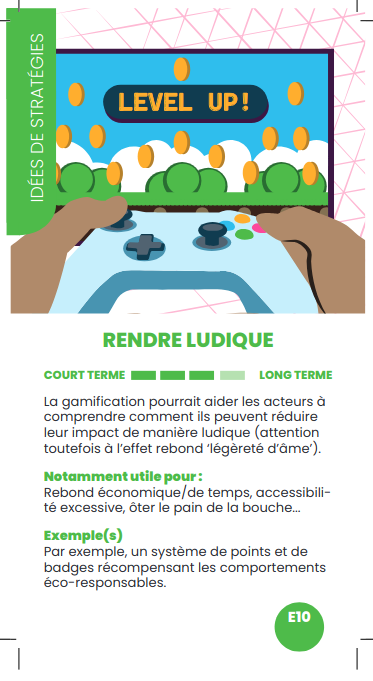 IDÉES DE STRATÉGIES
LEVEL UP!
RENDRE LUDIQUE
COURT TERME LONG TERME
La gamification pourrait aider les acteurs à
comprendre comment ils peuvent réduire
leur impact de manière ludique (attention
toutefois à l’effet rebond ‘légèreté d’âme’).
Notamment utile pour :
Rebond économique/de temps, accessibili-
té excessive, ôter le pain de la bouche...
Exemple(s)
Par exemple, un système de points et de
badges récompensant les comportements
éco-responsables.
E10